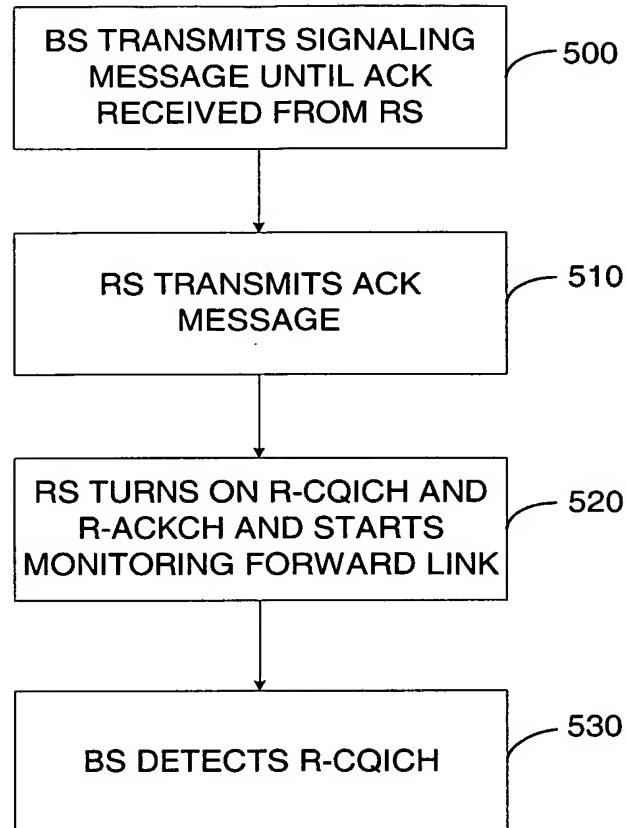 BS TRANSMITS SIGNALING
MESSAGE UNTIL ACK
RECEIVED FROM RS
500
RS TRANSMITS ACK
MESSAGE
510
RS TURNS ON R-CQICH AND
R-ACKCH AND STARTS
MONITORING FORWARD LINK
520
BS DETECTS R-CQICH
530